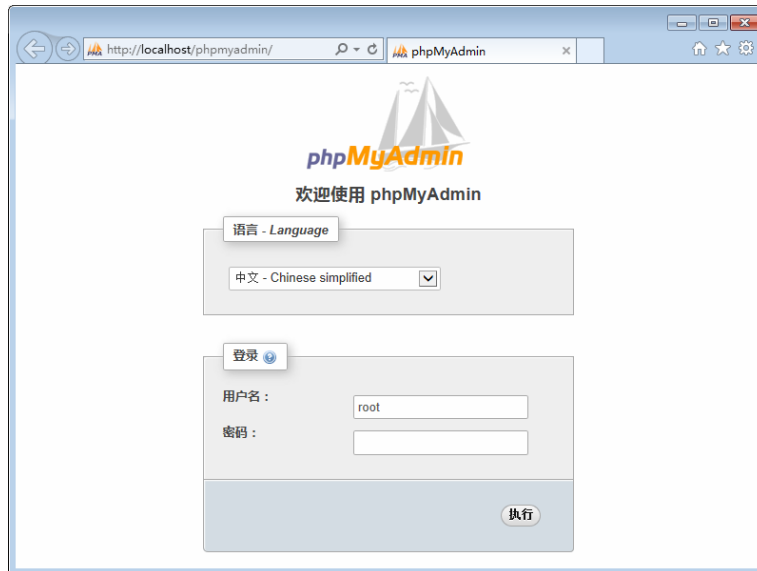 http://localhost/phpmyadmin/
phpMyAdmin
phpMyAdmin
欢迎使用 phpMyAdmin
语言 - Language
中文 - Chinese simplified
登录
用户名：
root
密码：
执行